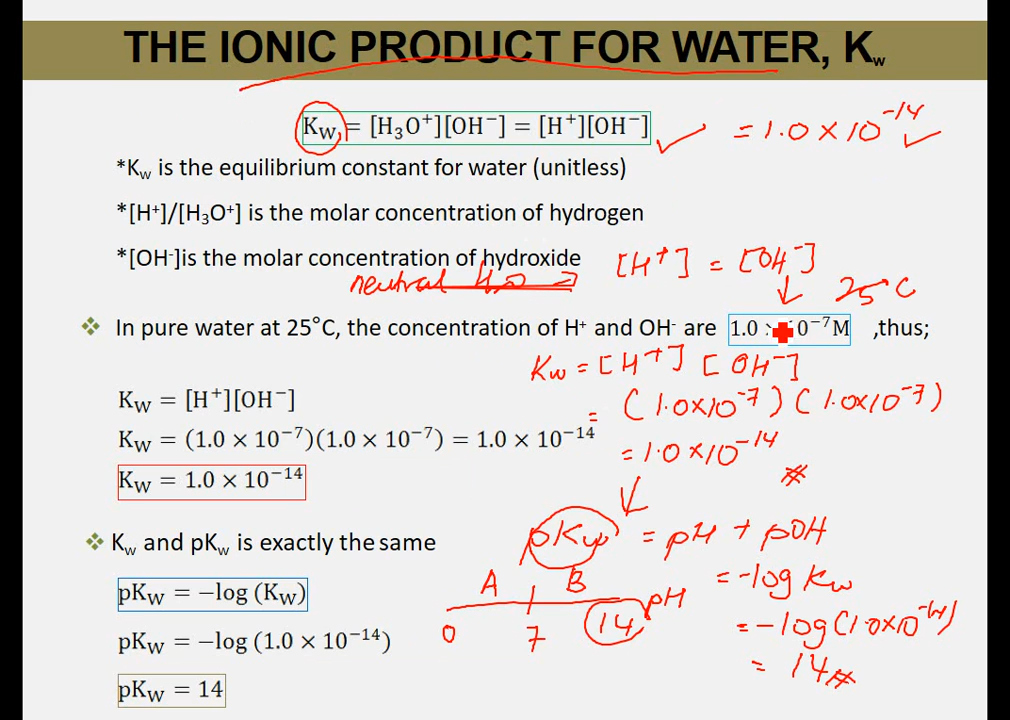 THE IONIC PRODUCT FOR WATER, Kw
Kw, = [H₃O⁺][OH⁻] = [H⁺][OH⁻] = 1.0 × 10⁻¹⁴
*Kw is the equilibrium constant for water (unitless)
*[H⁺]/[H₃O⁺] is the molar concentration of hydrogen
*[OH⁻]is the molar concentration of hydroxide
[H⁺] = [OH⁻]
neutral H₂O
25°C
In pure water at 25°C, the concentration of H⁺ and OH⁻ are 1.0 × 10⁻⁷M ,thus;
Kw = [H⁺] [OH⁻]
Kw = [H⁺][OH⁻]
= (1.0×10⁻⁷) (1.0×10⁻⁷)
Kw = (1.0 × 10⁻⁷)(1.0 × 10⁻⁷) = 1.0 × 10⁻¹⁴
= 1.0 × 10⁻¹⁴ #
Kw = 1.0 × 10⁻¹⁴
Kw and pKw is exactly the same
pKw = pH + pOH
pKw = −log (Kw)
= -log Kw
A B
pH
0 7 14
= -log (1.0×10⁻¹⁴)
pKw = −log (1.0 × 10⁻¹⁴)
= 14 #
pKw = 14